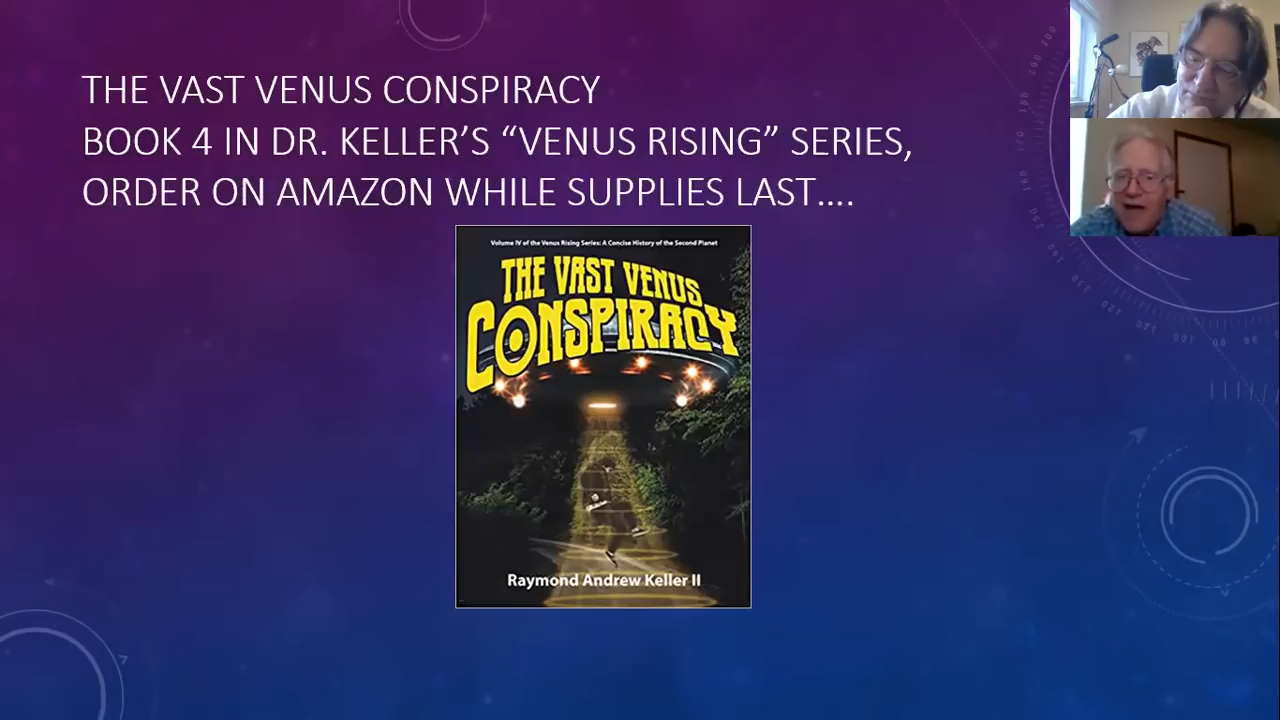 THE VAST VENUS CONSPIRACY
BOOK 4 IN DR. KELLER'S “VENUS RISING” SERIES,
ORDER ON AMAZON WHILE SUPPLIES LAST....
Volume IV of the Venus Rising Series: A Concise History of the Second Planet
THE VAST VENUS
CONSPIRACY
Raymond Andrew Keller II